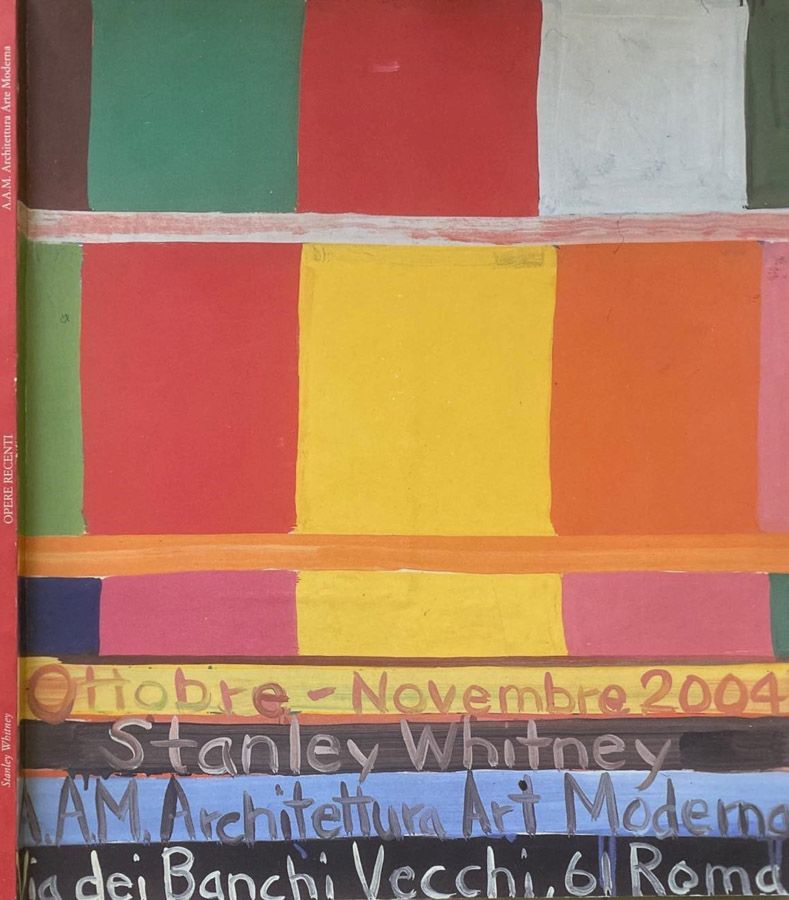 A.A.M. Architettura Arte Moderna
OPERE RECENTI
Stanley Whitney
Ottobre - Novembre 2004
Stanley Whitney
A.A.M. Architettura Art Moderna
Via dei Banchi Vecchi, 61 Roma